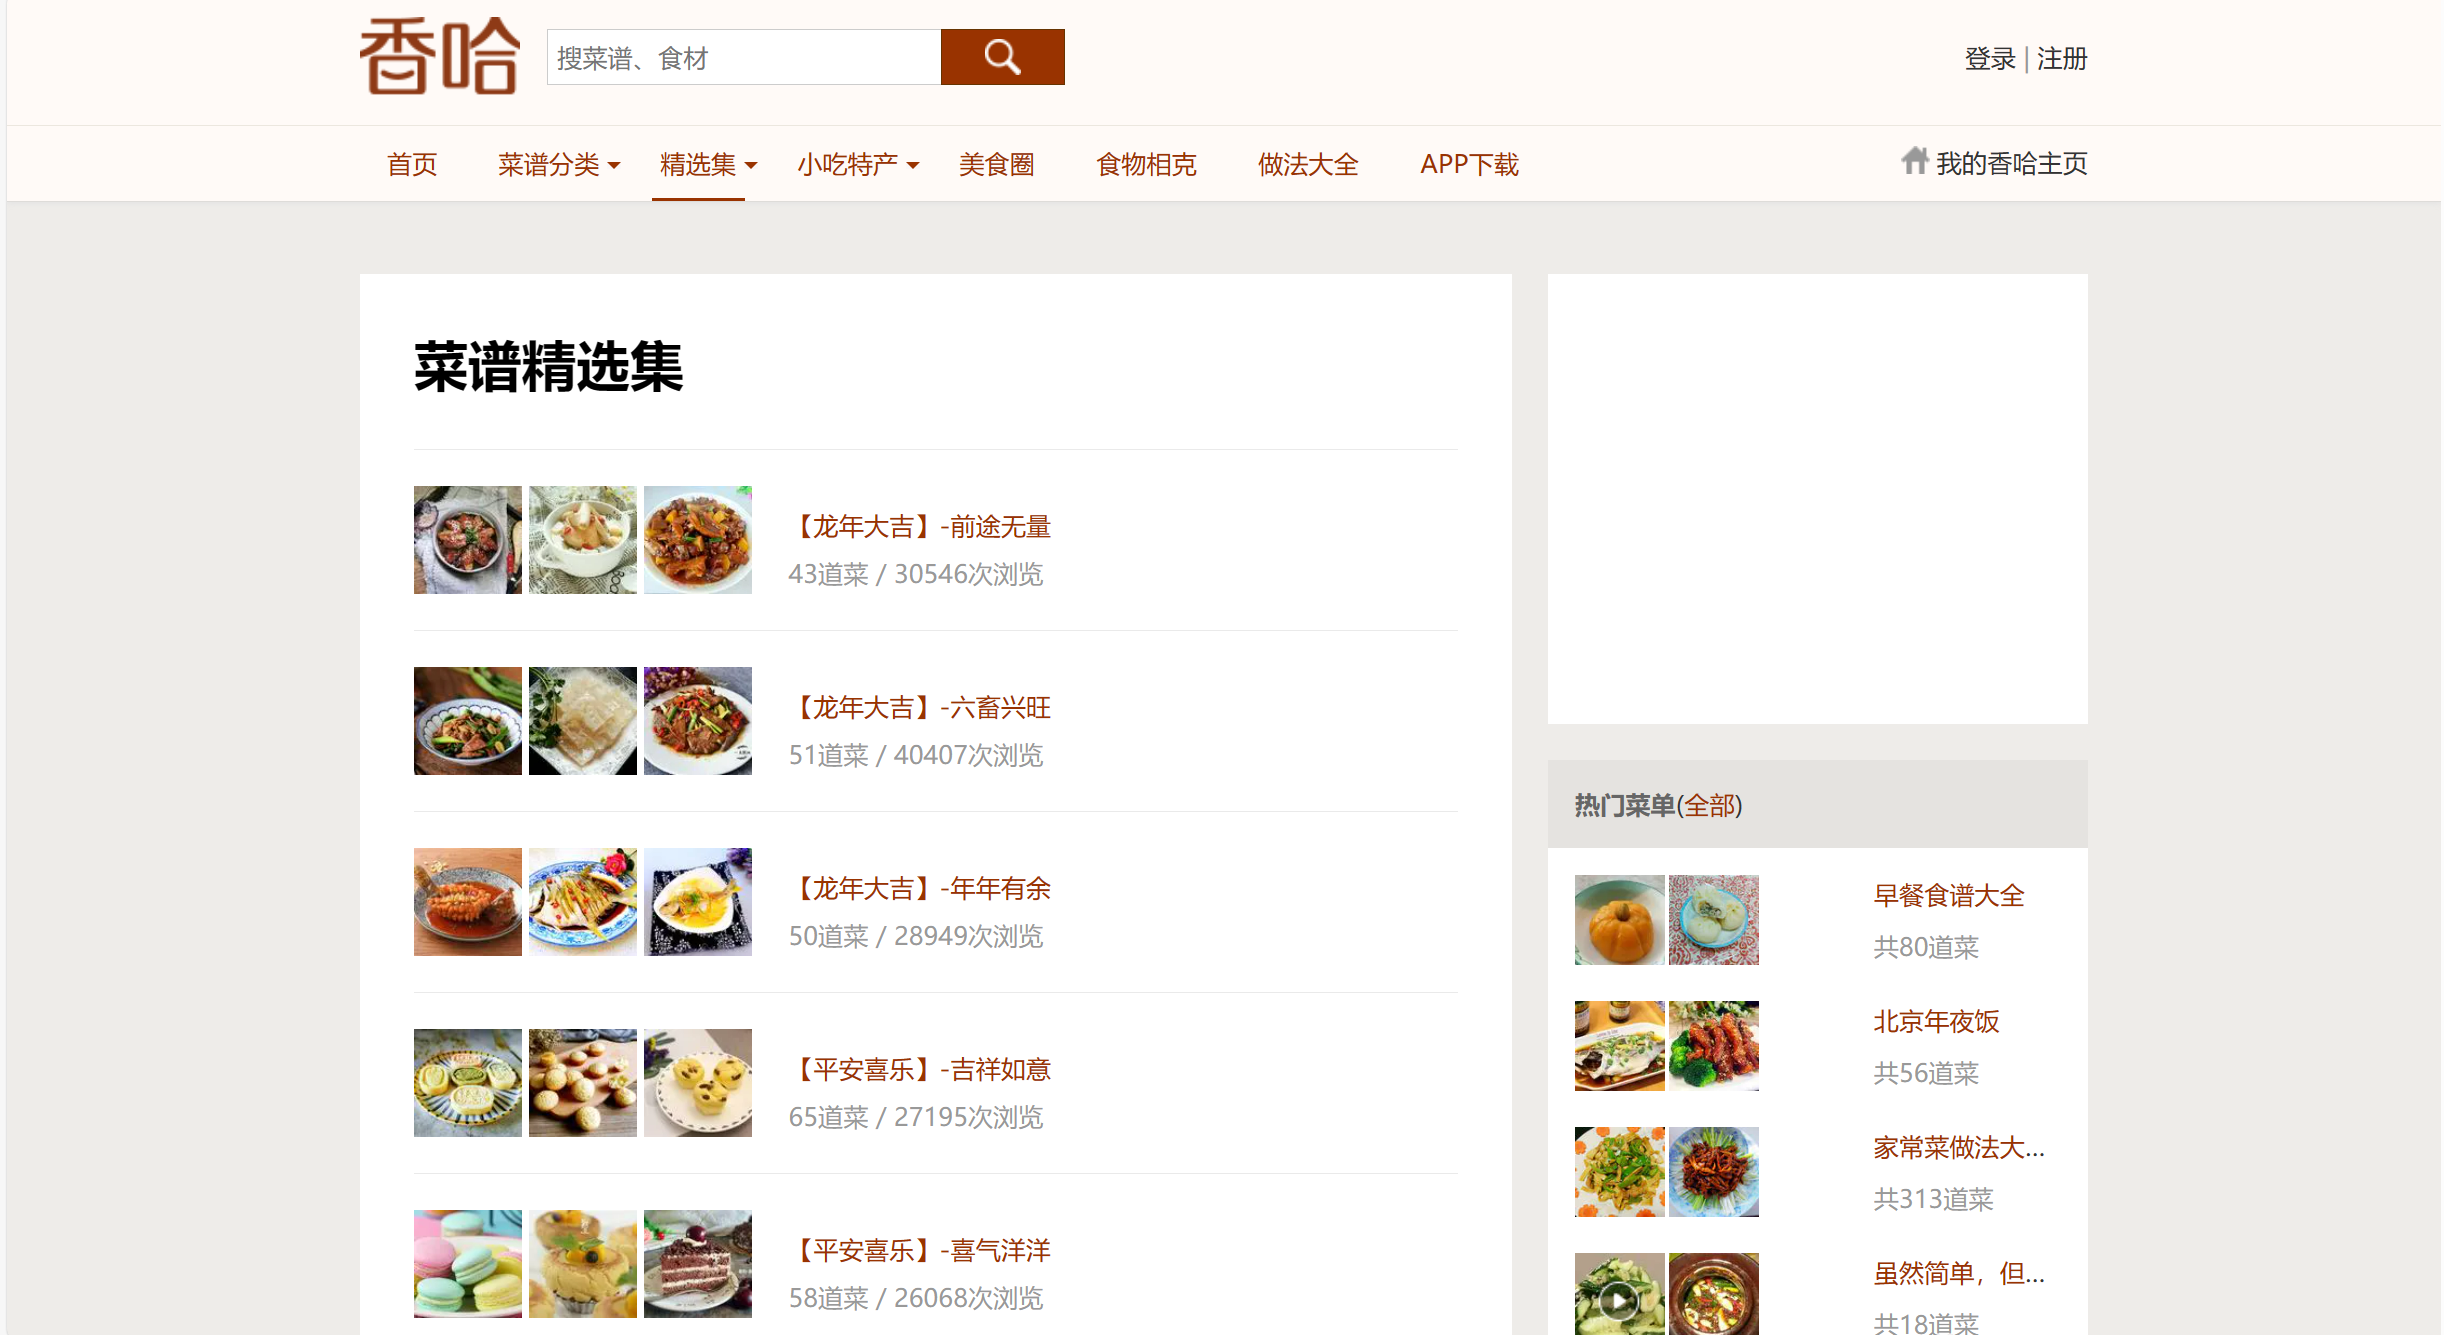 香哈
搜菜谱、食材
登录 | 注册
首页 菜谱分类 精选集 小吃特产 美食圈 食物相克 做法大全 APP下载 我的香哈主页
菜谱精选集
【龙年大吉】-前途无量
43道菜 / 30546次浏览
【龙年大吉】-六畜兴旺
51道菜 / 40407次浏览
【龙年大吉】-年年有余
50道菜 / 28949次浏览
【平安喜乐】-吉祥如意
65道菜 / 27195次浏览
【平安喜乐】-喜气洋洋
58道菜 / 26068次浏览
热门菜单(全部)
早餐食谱大全
共80道菜
北京年夜饭
共56道菜
家常菜做法大...
共313道菜
虽然简单，但...
共18道菜